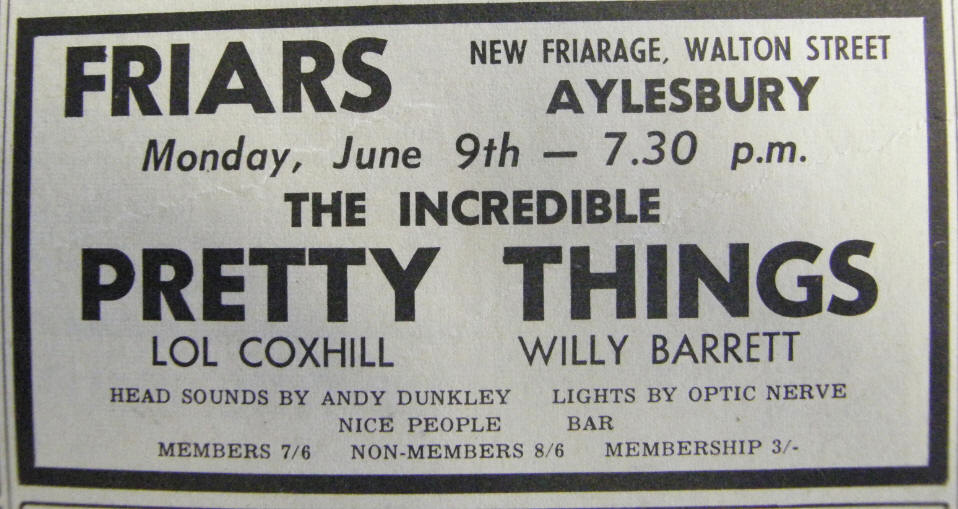 FRIARS
NEW FRIARAGE, WALTON STREET
AYLESBURY
Monday, June 9th — 7.30 p.m.
THE INCREDIBLE
PRETTY THINGS
LOL COXHILL WILLY BARRETT
HEAD SOUNDS BY ANDY DUNKLEY LIGHTS BY OPTIC NERVE
NICE PEOPLE BAR
MEMBERS 7/6 NON-MEMBERS 8/6 MEMBERSHIP 3/-